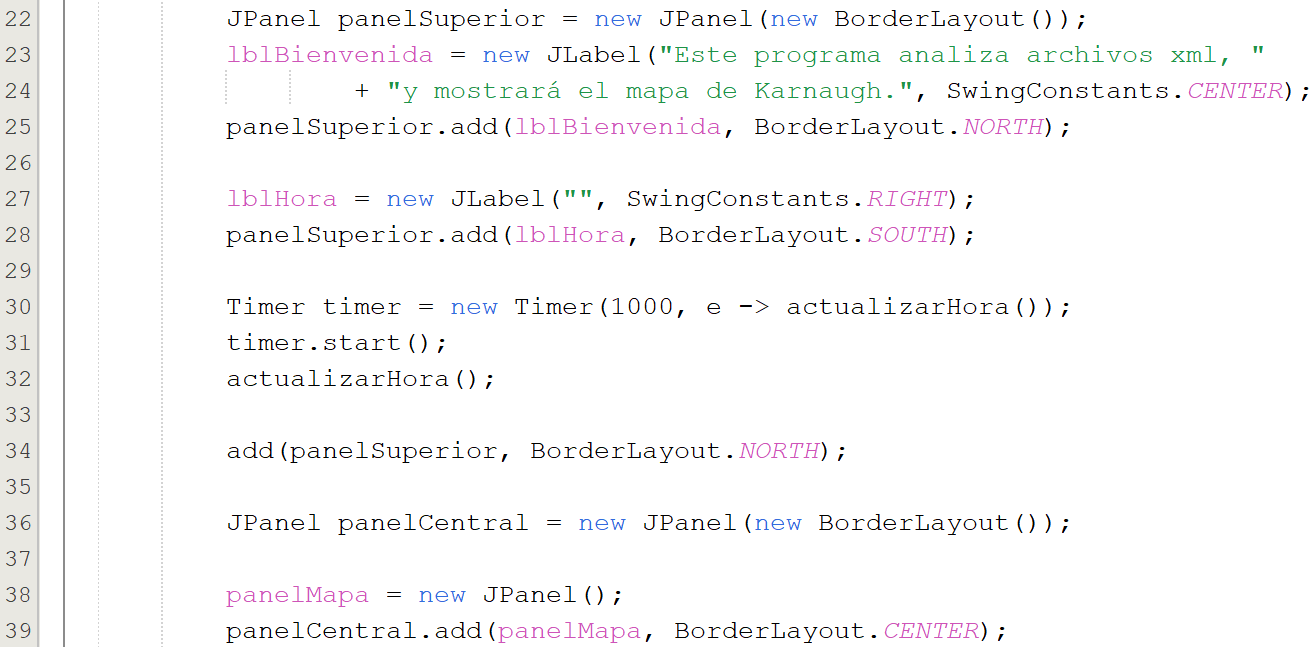 22 JPanel panelSuperior = new JPanel(new BorderLayout());
23 lblBienvenida = new JLabel("Este programa analiza archivos xml, "
24 + "y mostrará el mapa de Karnaugh.", SwingConstants.CENTER);
25 panelSuperior.add(lblBienvenida, BorderLayout.NORTH);
26
27 lblHora = new JLabel("", SwingConstants.RIGHT);
28 panelSuperior.add(lblHora, BorderLayout.SOUTH);
29
30 Timer timer = new Timer(1000, e -> actualizarHora());
31 timer.start();
32 actualizarHora();
33
34 add(panelSuperior, BorderLayout.NORTH);
35
36 JPanel panelCentral = new JPanel(new BorderLayout());
37
38 panelMapa = new JPanel();
39 panelCentral.add(panelMapa, BorderLayout.CENTER);